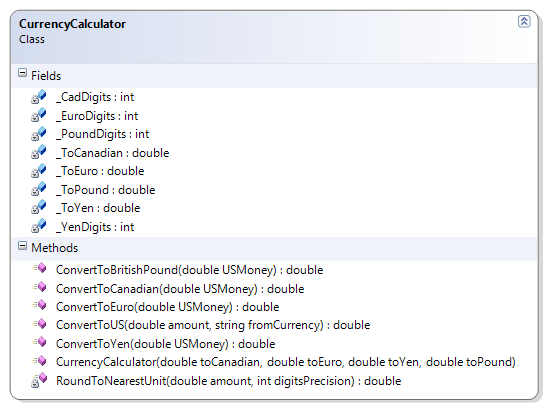 CurrencyCalculator
Class
Fields
_CadDigits : int
_EuroDigits : int
_PoundDigits : int
_ToCanadian : double
_ToEuro : double
_ToPound : double
_ToYen : double
_YenDigits : int
Methods
ConvertToBritishPound(double USMoney) : double
ConvertToCanadian(double USMoney) : double
ConvertToEuro(double USMoney) : double
ConvertToUS(double amount, string fromCurrency) : double
ConvertToYen(double USMoney) : double
CurrencyCalculator(double toCanadian, double toEuro, double toYen, double toPound)
RoundToNearestUnit(double amount, int digitsPrecision) : double